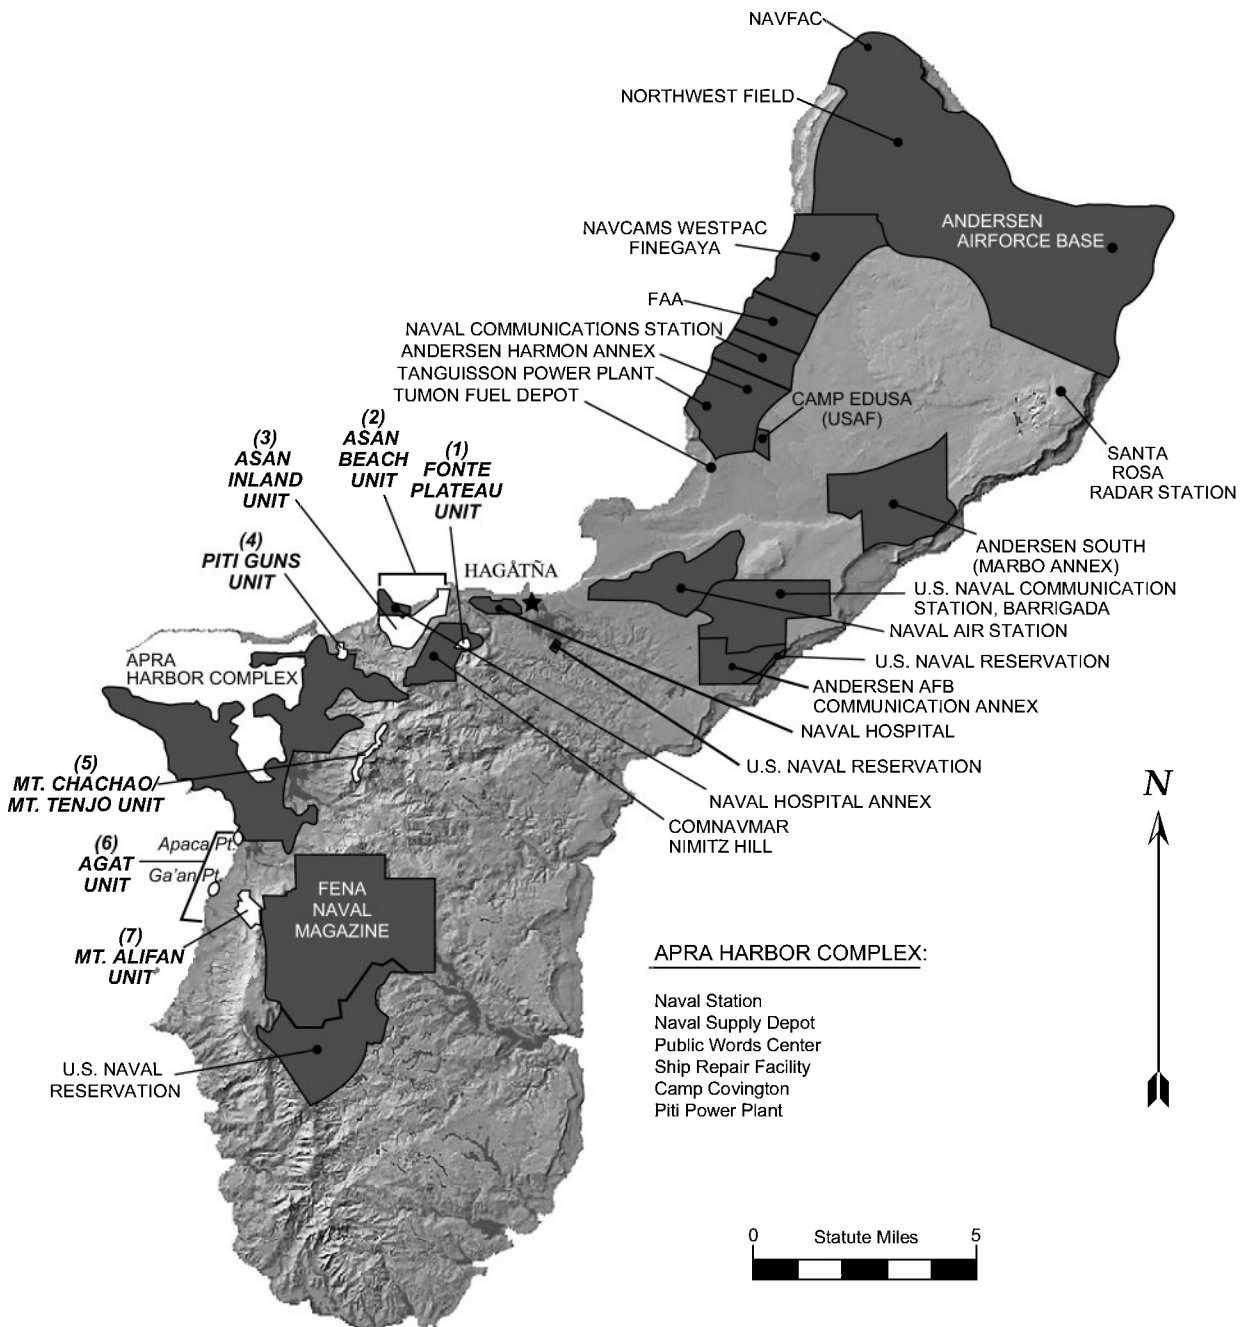 NAVFAC
NORTHWEST FIELD
ANDERSEN
AIRFORCE BASE
NAVCAMS WESTPAC
FINEGAYA
FAA
NAVAL COMMUNICATIONS STATION
ANDERSEN HARMON ANNEX
TANGUISSON POWER PLANT
TUMON FUEL DEPOT
CAMP EDUSA
(USAF)
SANTA
ROSA
RADAR STATION
(2)
ASAN
BEACH
UNIT
(3)
ASAN
INLAND
UNIT
(1)
FONTE
PLATEAU
UNIT
(4)
PITI GUNS
UNIT
HAGÅTÑA
ANDERSEN SOUTH
(MARBO ANNEX)
U.S. NAVAL COMMUNICATION
STATION, BARRIGADA
NAVAL AIR STATION
U.S. NAVAL RESERVATION
ANDERSEN AFB
COMMUNICATION ANNEX
NAVAL HOSPITAL
U.S. NAVAL RESERVATION
NAVAL HOSPITAL ANNEX
COMNAVMAR
NIMITZ HILL
APRA
HARBOR COMPLEX
(5)
MT. CHACHAO/
MT. TENJO UNIT
(6)
AGAT
UNIT
Apaca Pt.
Ga'an Pt.
(7)
MT. ALIFAN
UNIT
FENA
NAVAL
MAGAZINE
U.S. NAVAL
RESERVATION
N
APRA HARBOR COMPLEX:
Naval Station
Naval Supply Depot
Public Words Center
Ship Repair Facility
Camp Covington
Piti Power Plant
0 Statute Miles 5